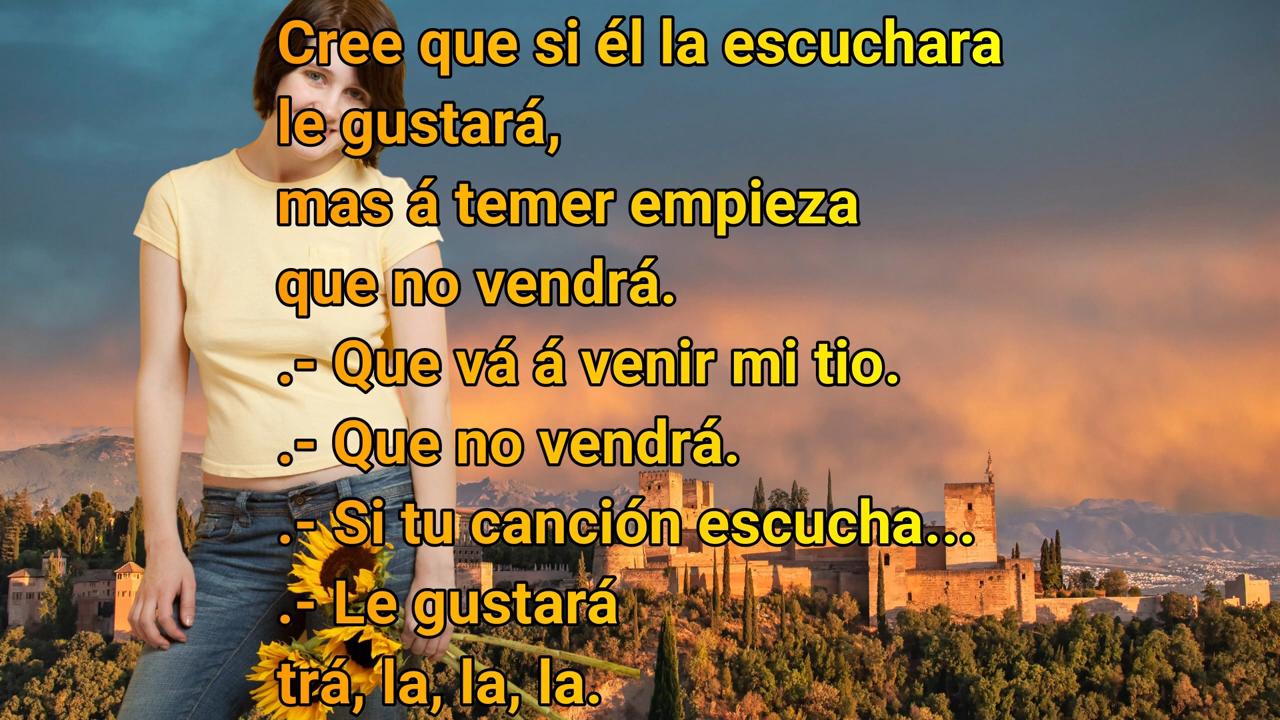 Cree que si él la escuchara
le gustará,
mas á temer empieza
que no vendrá.
.- Que vá á venir mi tio.
.- Que no vendrá.
.- Si tu canción escucha...
.- Le gustará
trá, la, la, la.